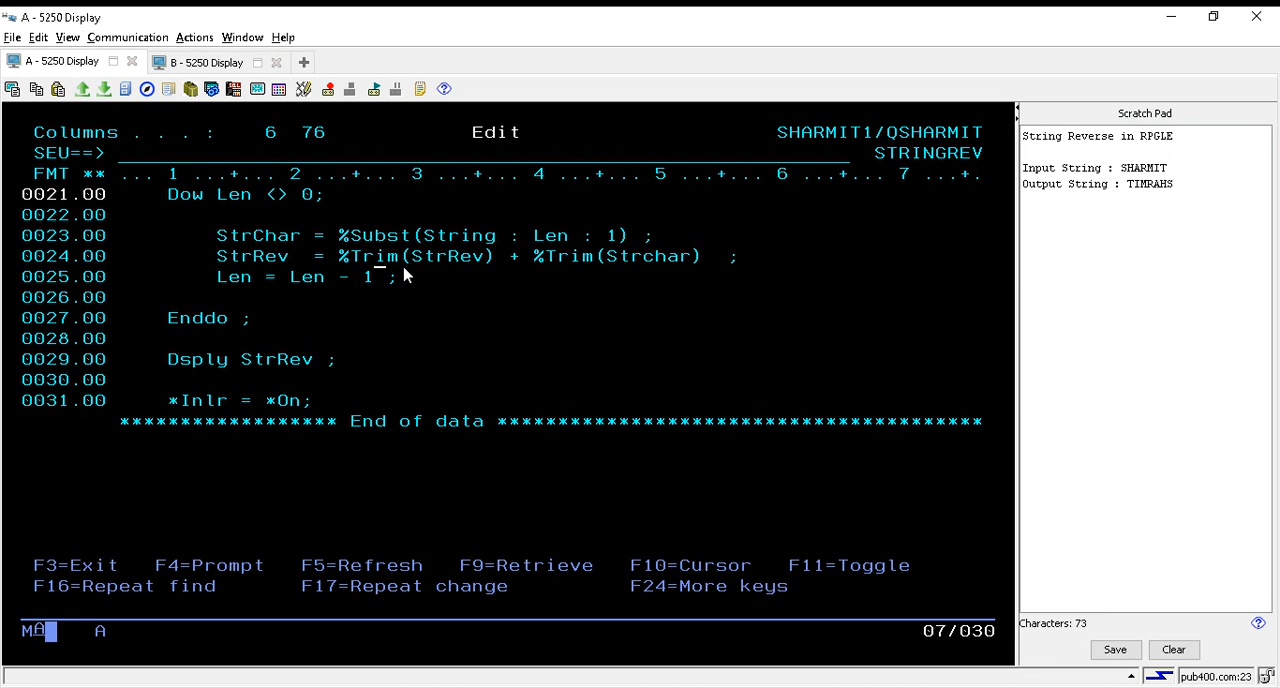 A - 5250 Display
File Edit View Communication Actions Window Help
A - 5250 Display B - 5250 Display
Columns . . . : 6 76 Edit SHARMIT1/QSHARMIT
SEU==> STRINGREV
FMT ** ... 1 ...+... 2 ...+... 3 ...+... 4 ...+... 5 ...+... 6 ...+... 7 ...+.
0021.00 Dow Len <> 0;
0022.00
0023.00 StrChar = %Subst(String : Len : 1) ;
0024.00 StrRev = %Trim(StrRev) + %Trim(Strchar) ;
0025.00 Len = Len - 1 ;
0026.00
0027.00 Enddo ;
0028.00
0029.00 Dsply StrRev ;
0030.00
0031.00 *Inlr = *On;
****************** End of data ****************************************
F3=Exit F4=Prompt F5=Refresh F9=Retrieve F10=Cursor F11=Toggle
F16=Repeat find F17=Repeat change F24=More keys
MA A 07/030
Scratch Pad
String Reverse in RPGLE
Input String : SHARMIT
Output String : TIMRAHS
Characters: 73
Save Clear
pub400.com:23